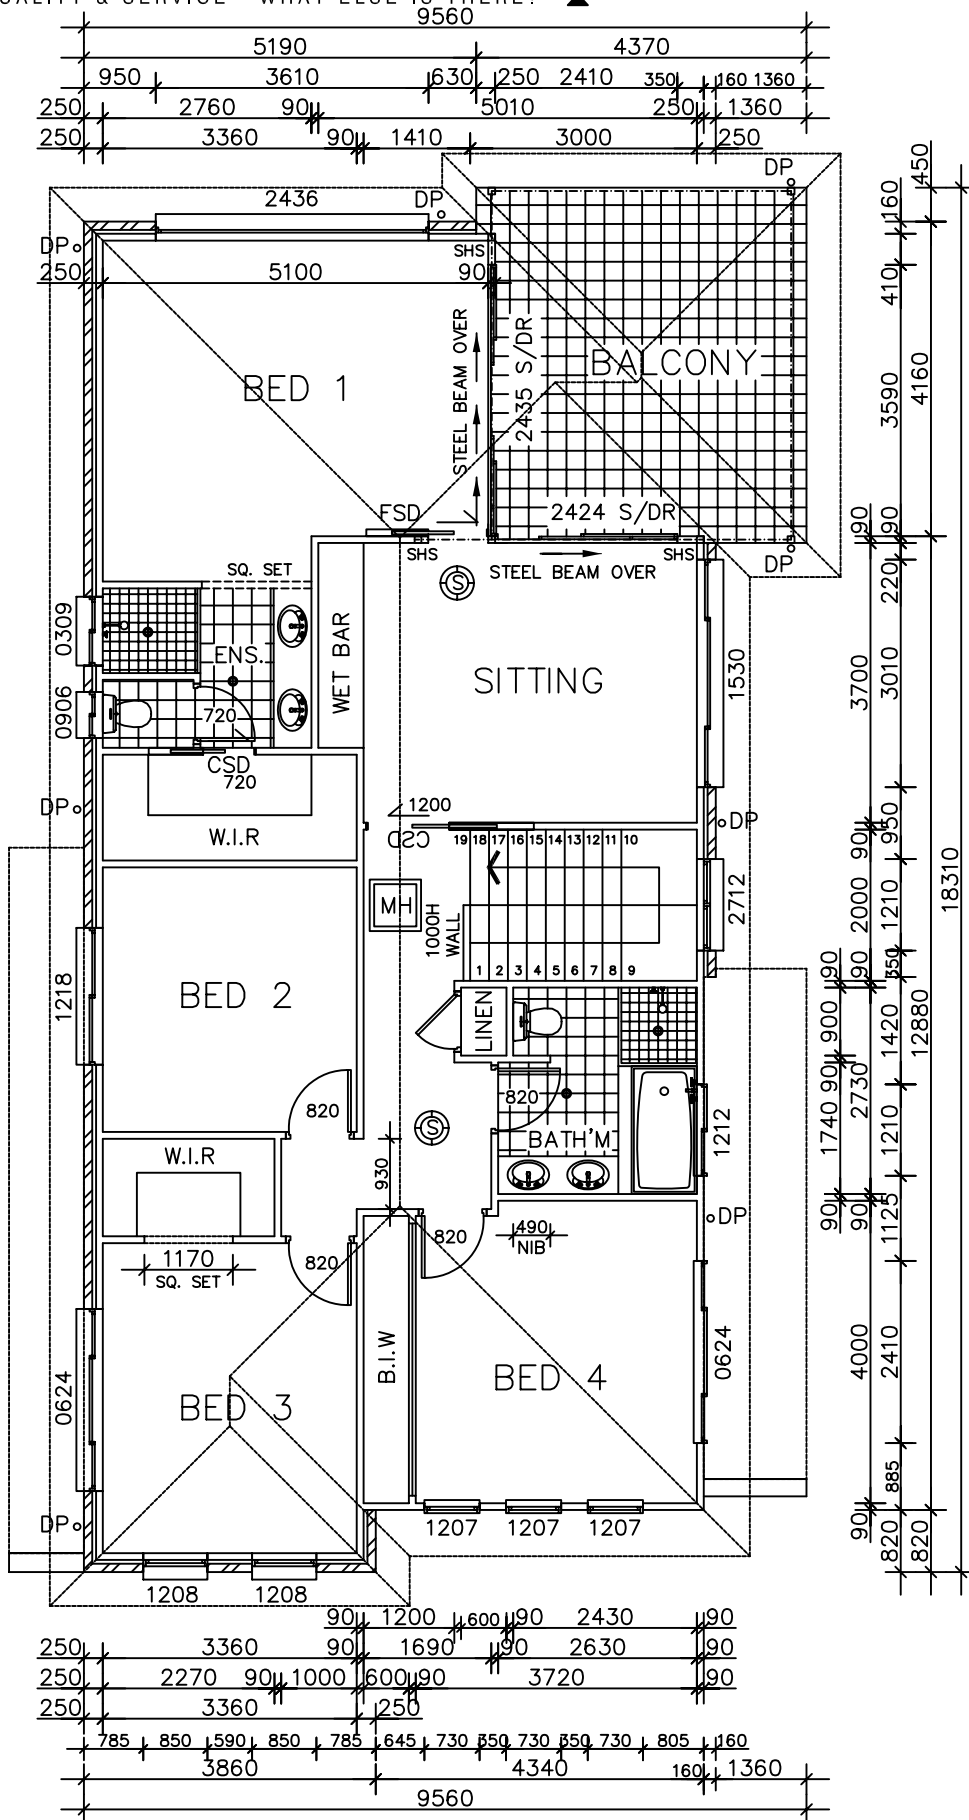 QUALITY & SERVICE - WHAT ELSE IS THERE?
9560
5190 4370
950 3610 630 250 2410 350 160 1360
250 2760 90 5010 250 1360
250 3360 90 1410 3000 250
DP
450
2436 DP
160
DP
SHS
250 5100 90
410
STEEL BEAM OVER
2435 S/DR
BED 1
BALCONY
3590
4160
18310
FSD
2424 S/DR
90 90
SHS
SHS
DP
SQ. SET
STEEL BEAM OVER
220
0309
ENS.
WET BAR
SITTING
1530
3700
3010
0906
720
CSD
720
1200
DP
DP
W.I.R
CSD
19 18 17 16 15 14 13 12 11 10
90
950
MH
1000H
WALL
2712
2000
1210
1 2 3 4 5 6 7 8 9
90 90 350
1218
BED 2
LINEN
900
1420
12880
820
820
90
2730
1740
1210
BATH'M
1212
W.I.R
930
90 90
1125
490
NIB
DP
820
820
1170
SQ. SET
B.I.W
4000
2410
0624
BED 3
BED 4
0624
885
DP
1207 1207 1207
90
820
820
1208 1208
90 1200 600 90 2430 90
250 3360 90 1690 90 2630 90
250 2270 90 1000 600 90 3720 90
250 3360 250
785 850 590 850 785 645 730 350 730 350 730 805 160
3860 4340 160 1360
9560